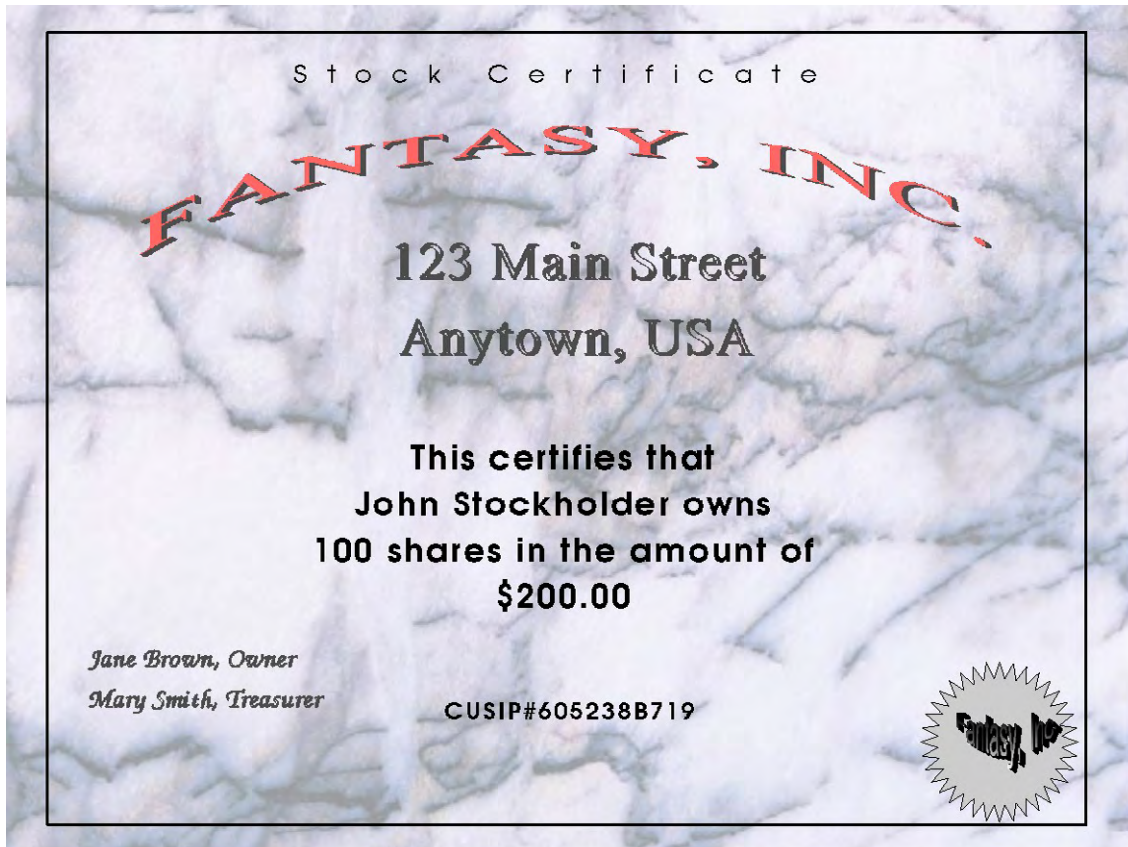 Stock Certificate
FANTASY, INC.
123 Main Street
Anytown, USA
This certifies that
John Stockholder owns
100 shares in the amount of
$200.00
Jane Brown, Owner
Mary Smith, Treasurer
CUSIP#605238B719
Fantasy, Inc.